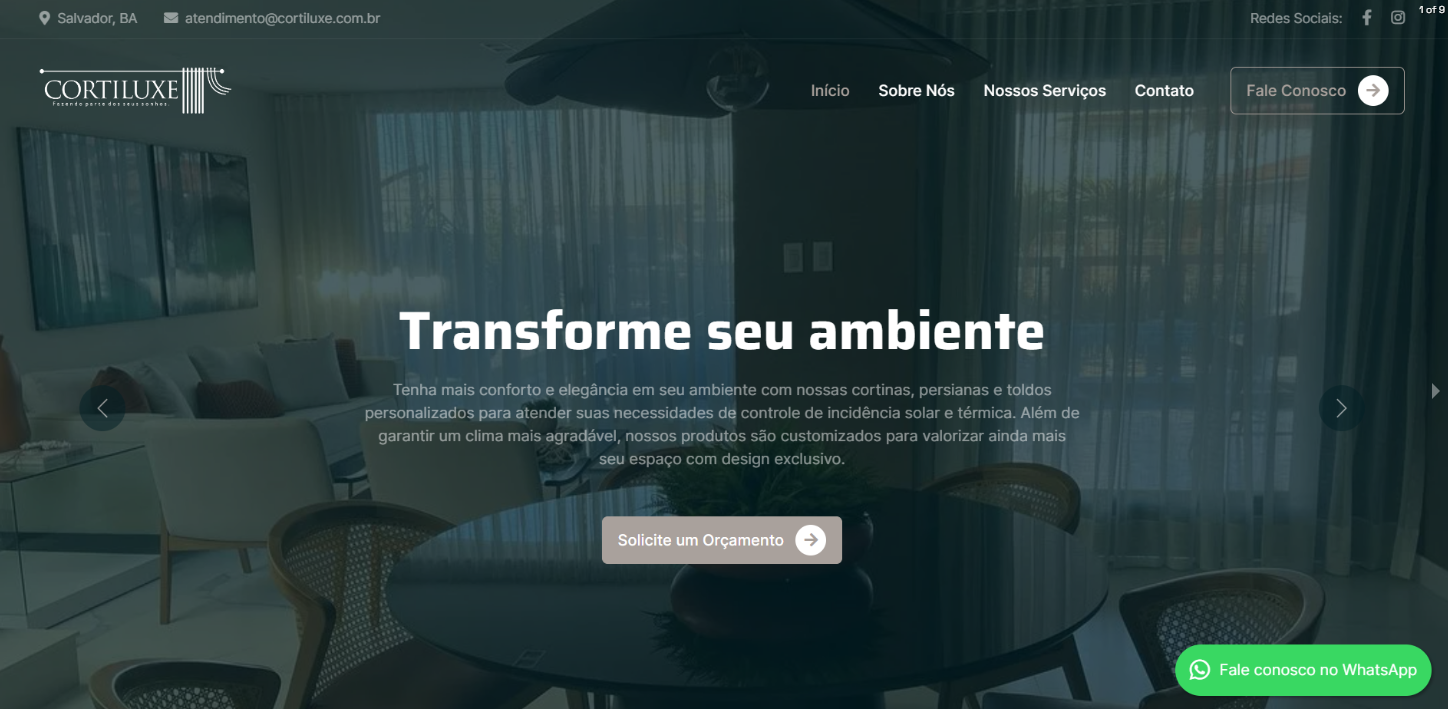 Salvador, BA
atendimento@cortiluxe.com.br
Redes Sociais:
1 of 9
CORTILUXE
Fazendo parte dos seus sonhos.
Início
Sobre Nós
Nossos Serviços
Contato
Fale Conosco
Transforme seu ambiente
Tenha mais conforto e elegância em seu ambiente com nossas cortinas, persianas e toldos
personalizados para atender suas necessidades de controle de incidência solar e térmica. Além de
garantir um clima mais agradável, nossos produtos são customizados para valorizar ainda mais
seu espaço com design exclusivo.
Solicite um Orçamento
Fale conosco no WhatsApp